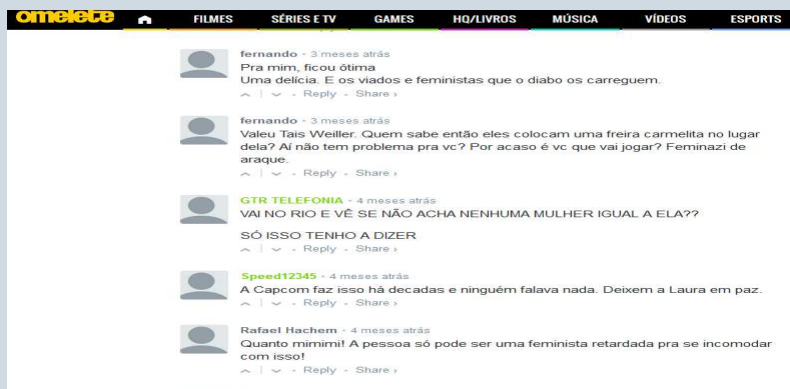 omelete FILMES SÉRIES E TV GAMES HQ/LIVROS MÚSICA VÍDEOS ESPORTS
fernando - 3 meses atrás
Pra mim, ficou ótima
Uma delícia. E os viados e feministas que o diabo os carreguem.
Reply - Share ›
fernando - 3 meses atrás
Valeu Tais Weiller. Quem sabe então eles colocam uma freira carmelita no lugar
dela? Aí não tem problema pra vc? Por acaso é vc que vai jogar? Feminazi de
araque.
Reply - Share ›
GTR TELEFONIA - 4 meses atrás
VAI NO RIO E VÊ SE NÃO ACHA NENHUMA MULHER IGUAL A ELA??
SÓ ISSO TENHO A DIZER
Reply - Share ›
Speed12345 - 4 meses atrás
A Capcom faz isso há decadas e ninguém falava nada. Deixem a Laura em paz.
Reply - Share ›
Rafael Hachem - 4 meses atrás
Quanto mimimi! A pessoa só pode ser uma feminista retardada pra se incomodar
com isso!
Reply - Share ›